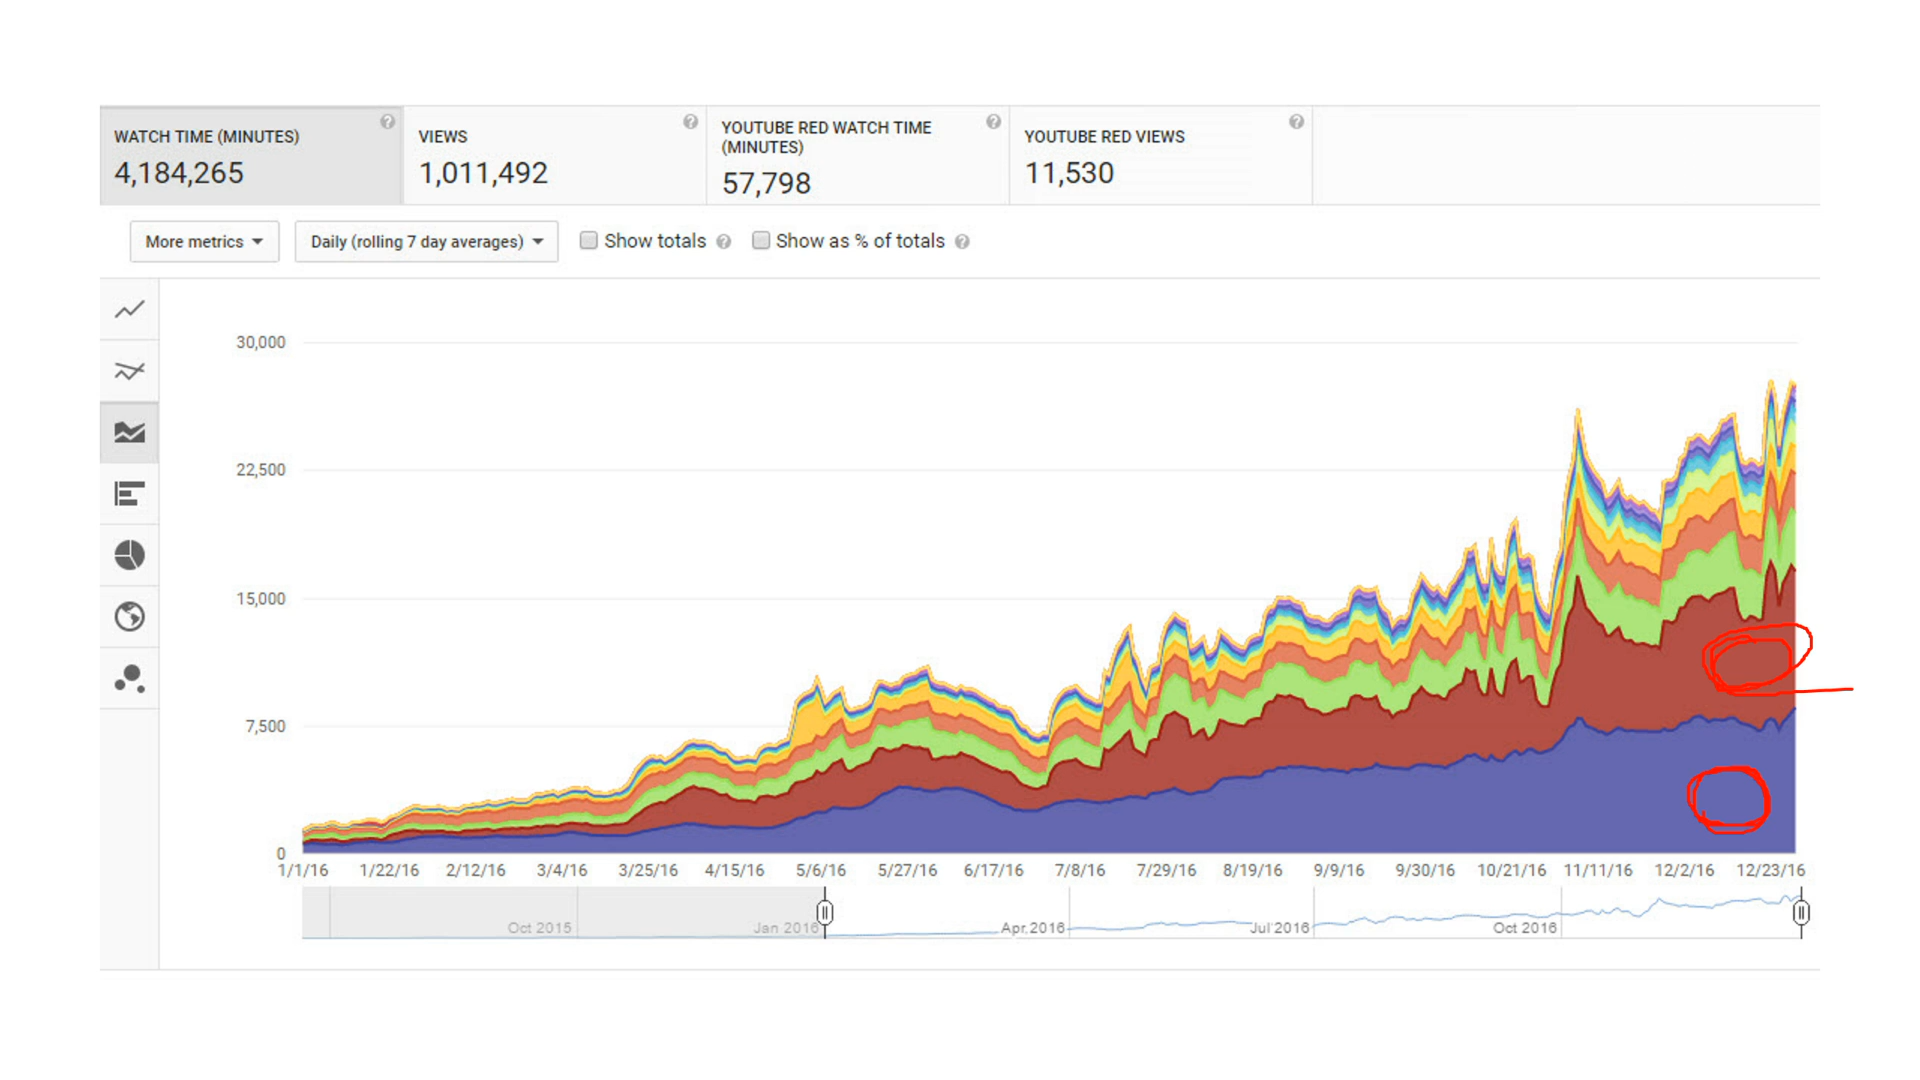 WATCH TIME (MINUTES)
4,184,265
VIEWS
1,011,492
YOUTUBE RED WATCH TIME
(MINUTES)
57,798
YOUTUBE RED VIEWS
11,530
More metrics
Daily (rolling 7 day averages)
Show totals
Show as % of totals
30,000
22,500
15,000
7,500
0
1/1/16 1/22/16 2/12/16 3/4/16 3/25/16 4/15/16 5/6/16 5/27/16 6/17/16 7/8/16 7/29/16 8/19/16 9/9/16 9/30/16 10/21/16 11/11/16 12/2/16 12/23/16
Oct 2015 Jan 2016 Apr 2016 Jul 2016 Oct 2016